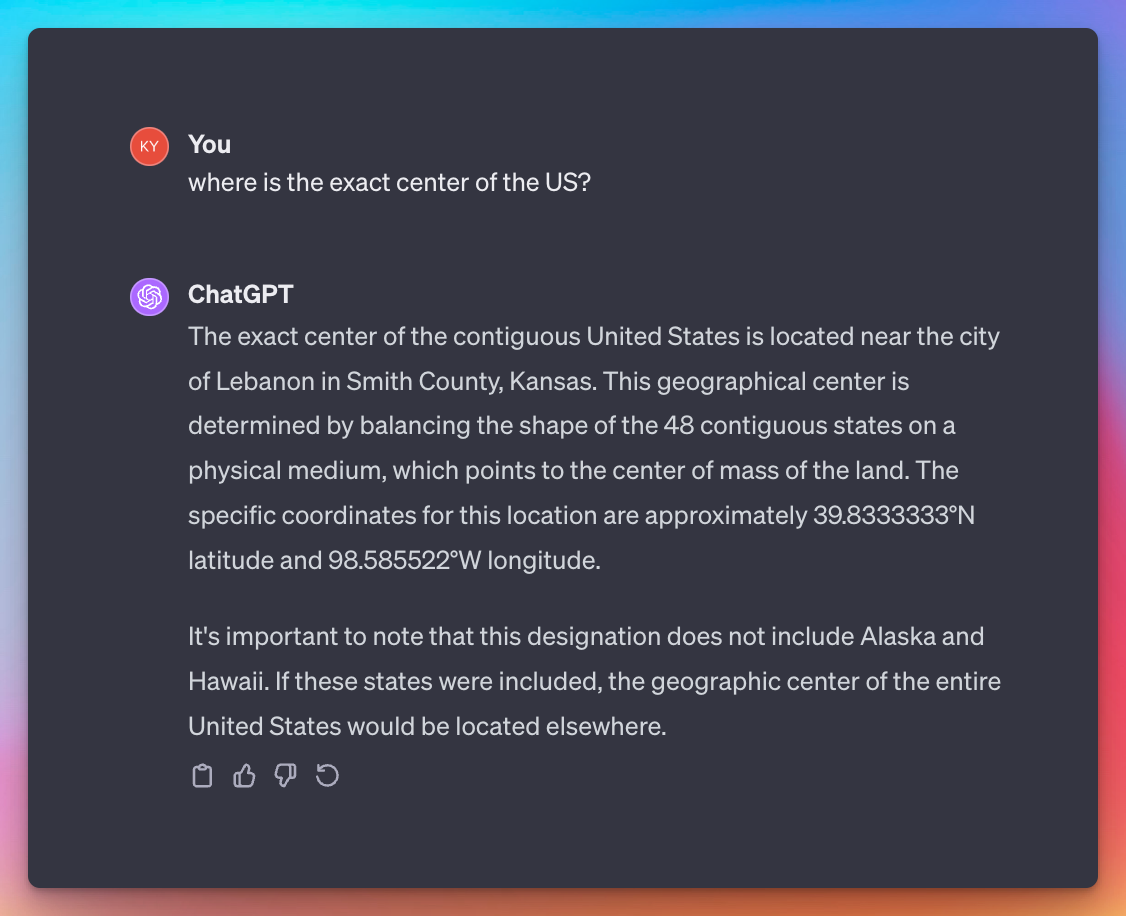 KY
You
where is the exact center of the US?
ChatGPT
The exact center of the contiguous United States is located near the city
of Lebanon in Smith County, Kansas. This geographical center is
determined by balancing the shape of the 48 contiguous states on a
physical medium, which points to the center of mass of the land. The
specific coordinates for this location are approximately 39.8333333°N
latitude and 98.585522°W longitude.
It's important to note that this designation does not include Alaska and
Hawaii. If these states were included, the geographic center of the entire
United States would be located elsewhere.